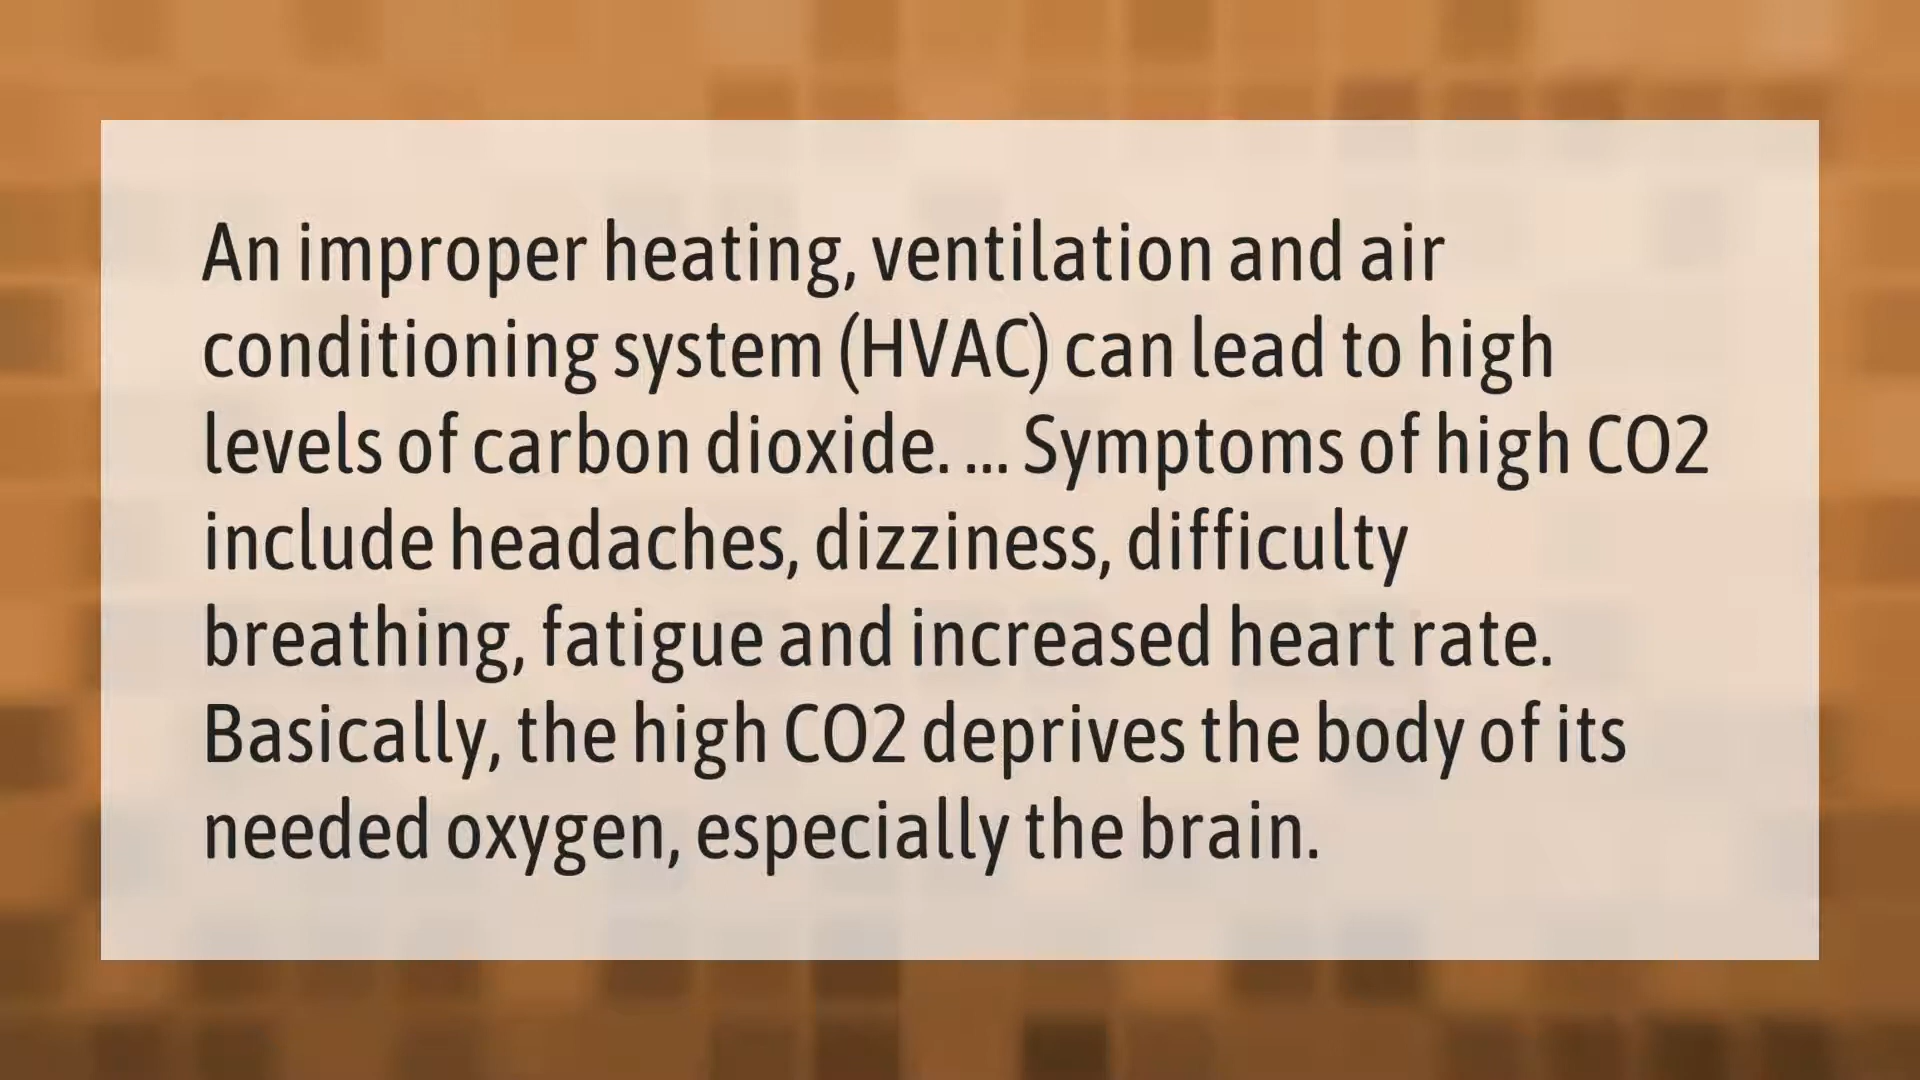 An improper heating, ventilation and air
conditioning system (HVAC) can lead to high
levels of carbon dioxide. ... Symptoms of high CO2
include headaches, dizziness, difficulty
breathing, fatigue and increased heart rate.
Basically, the high CO2 deprives the body of its
needed oxygen, especially the brain.